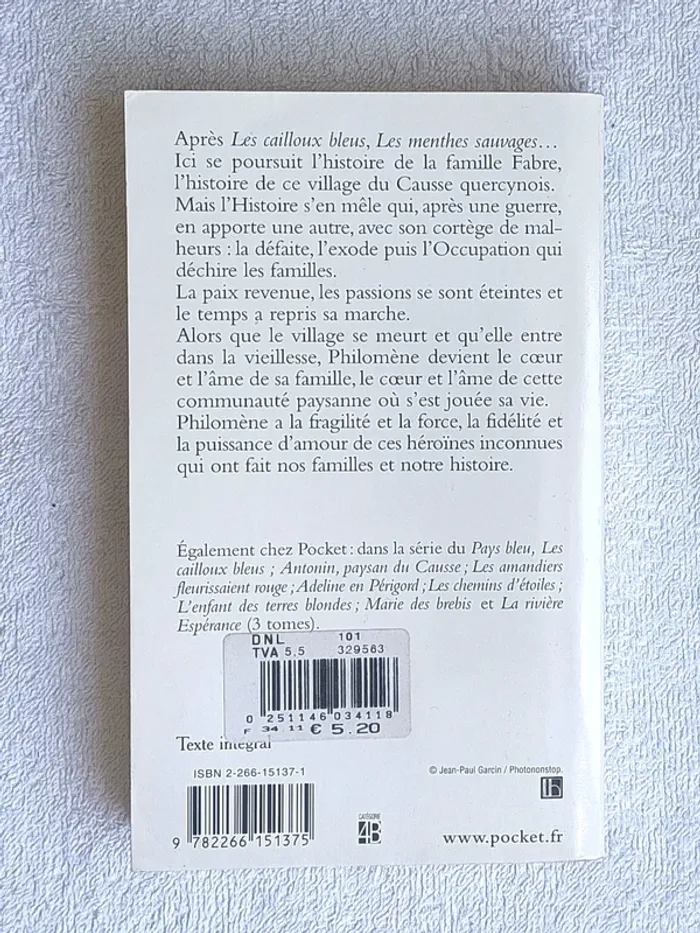 Après Les cailloux bleus, Les menthes sauvages…
Ici se poursuit l'histoire de la famille Fabre,
l'histoire de ce village du Causse quercynois.
Mais l'Histoire s'en mêle qui, après une guerre,
en apporte une autre, avec son cortège de mal-
heurs : la défaite, l'exode puis l'Occupation qui
déchire les familles.
La paix revenue, les passions se sont éteintes et
le temps a repris sa marche.
Alors que le village se meurt et qu'elle entre
dans la vieillesse, Philomène devient le cœur
et l'âme de sa famille, le cœur et l'âme de cette
communauté paysanne où s'est jouée sa vie.
Philomène a la fragilité et la force, la fidélité et
la puissance d'amour de ces héroïnes inconnues
qui ont fait nos familles et notre histoire.
Également chez Pocket : dans la série du Pays bleu, Les
cailloux bleus ; Antonin, paysan du Causse ; Les amandiers
fleurissaient rouge ; Adeline en Périgord ; Les chemins d'étoiles ;
L'enfant des terres blondes ; Marie des brebis et La rivière
Espérance (3 tomes).
DNL 101
TVA 5,5 329563
0 251146 034118
F 34,11 € 5.20
Texte intégral
ISBN 2-266-15137-1
© Jean-Paul Garcin / Photononstop.
9 782266 151375
CATÉGORIE
4B
www.pocket.fr